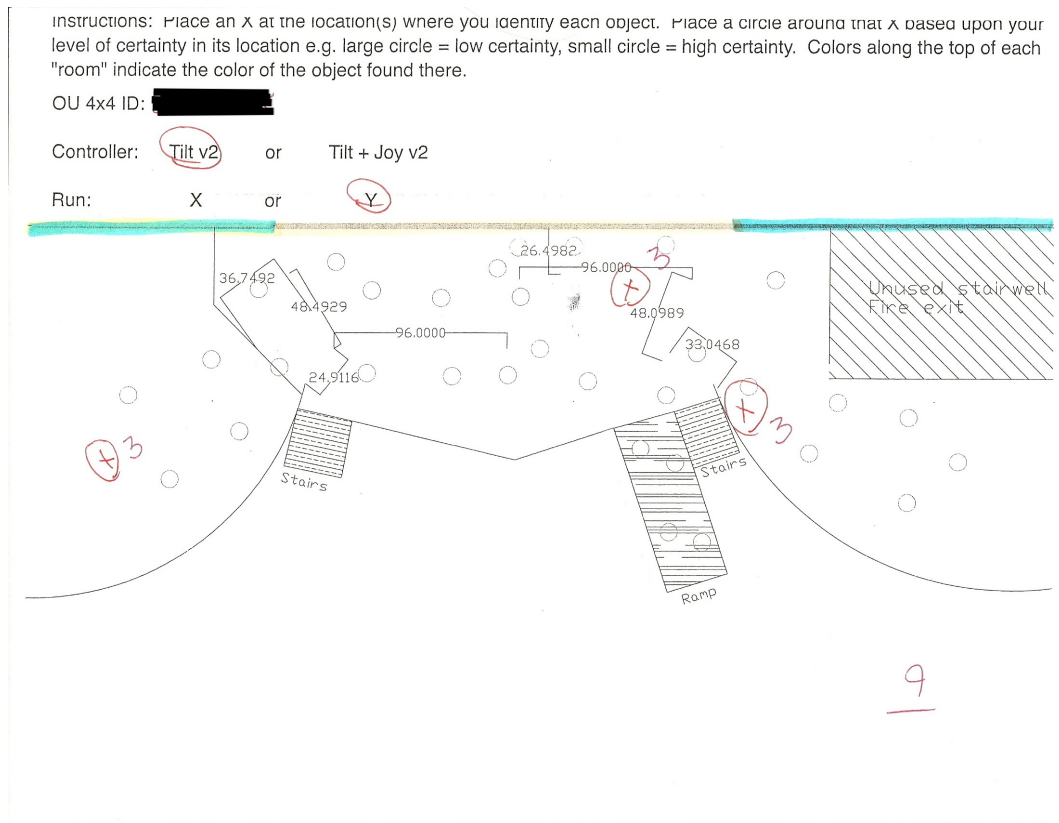 Instructions: Place an X at the location(s) where you identify each object. Place a circle around that X based upon your
level of certainty in its location e.g. large circle = low certainty, small circle = high certainty. Colors along the top of each
"room" indicate the color of the object found there.
OU 4x4 ID:
Controller: Tilt v2 or Tilt + Joy v2
Run: X or Y
26.4982
3
96.0000
X
36.7492
Unused stairwell
Fire exit
48.4929
48.0989
96.0000
33.0468
24.9116
X
3
X 3
Stairs
Stairs
Ramp
9